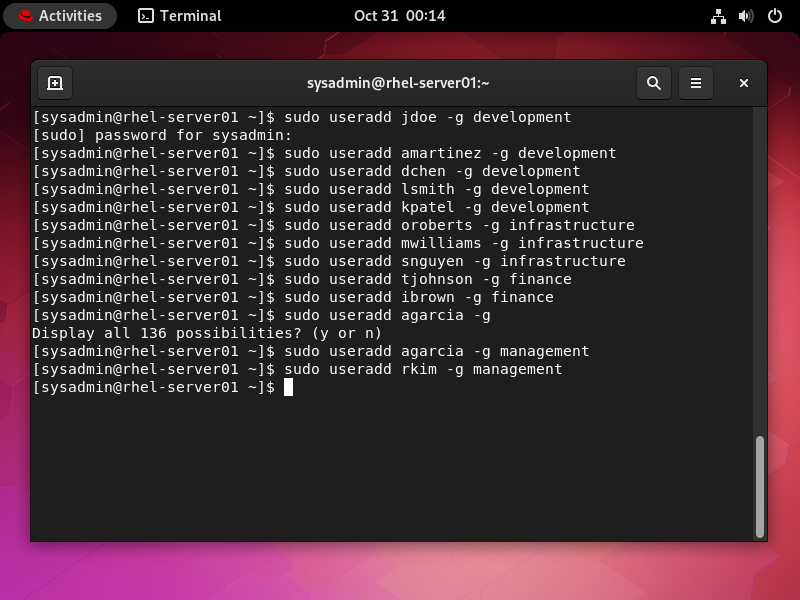 Activities Terminal Oct 31 00:14
sysadmin@rhel-server01:~
[sysadmin@rhel-server01 ~]$ sudo useradd jdoe -g development
[sudo] password for sysadmin:
[sysadmin@rhel-server01 ~]$ sudo useradd amartinez -g development
[sysadmin@rhel-server01 ~]$ sudo useradd dchen -g development
[sysadmin@rhel-server01 ~]$ sudo useradd lsmith -g development
[sysadmin@rhel-server01 ~]$ sudo useradd kpatel -g development
[sysadmin@rhel-server01 ~]$ sudo useradd oroberts -g infrastructure
[sysadmin@rhel-server01 ~]$ sudo useradd mwilliams -g infrastructure
[sysadmin@rhel-server01 ~]$ sudo useradd snguyen -g infrastructure
[sysadmin@rhel-server01 ~]$ sudo useradd tjohnson -g finance
[sysadmin@rhel-server01 ~]$ sudo useradd ibrown -g finance
[sysadmin@rhel-server01 ~]$ sudo useradd agarcia -g
Display all 136 possibilities? (y or n)
[sysadmin@rhel-server01 ~]$ sudo useradd agarcia -g management
[sysadmin@rhel-server01 ~]$ sudo useradd rkim -g management
[sysadmin@rhel-server01 ~]$